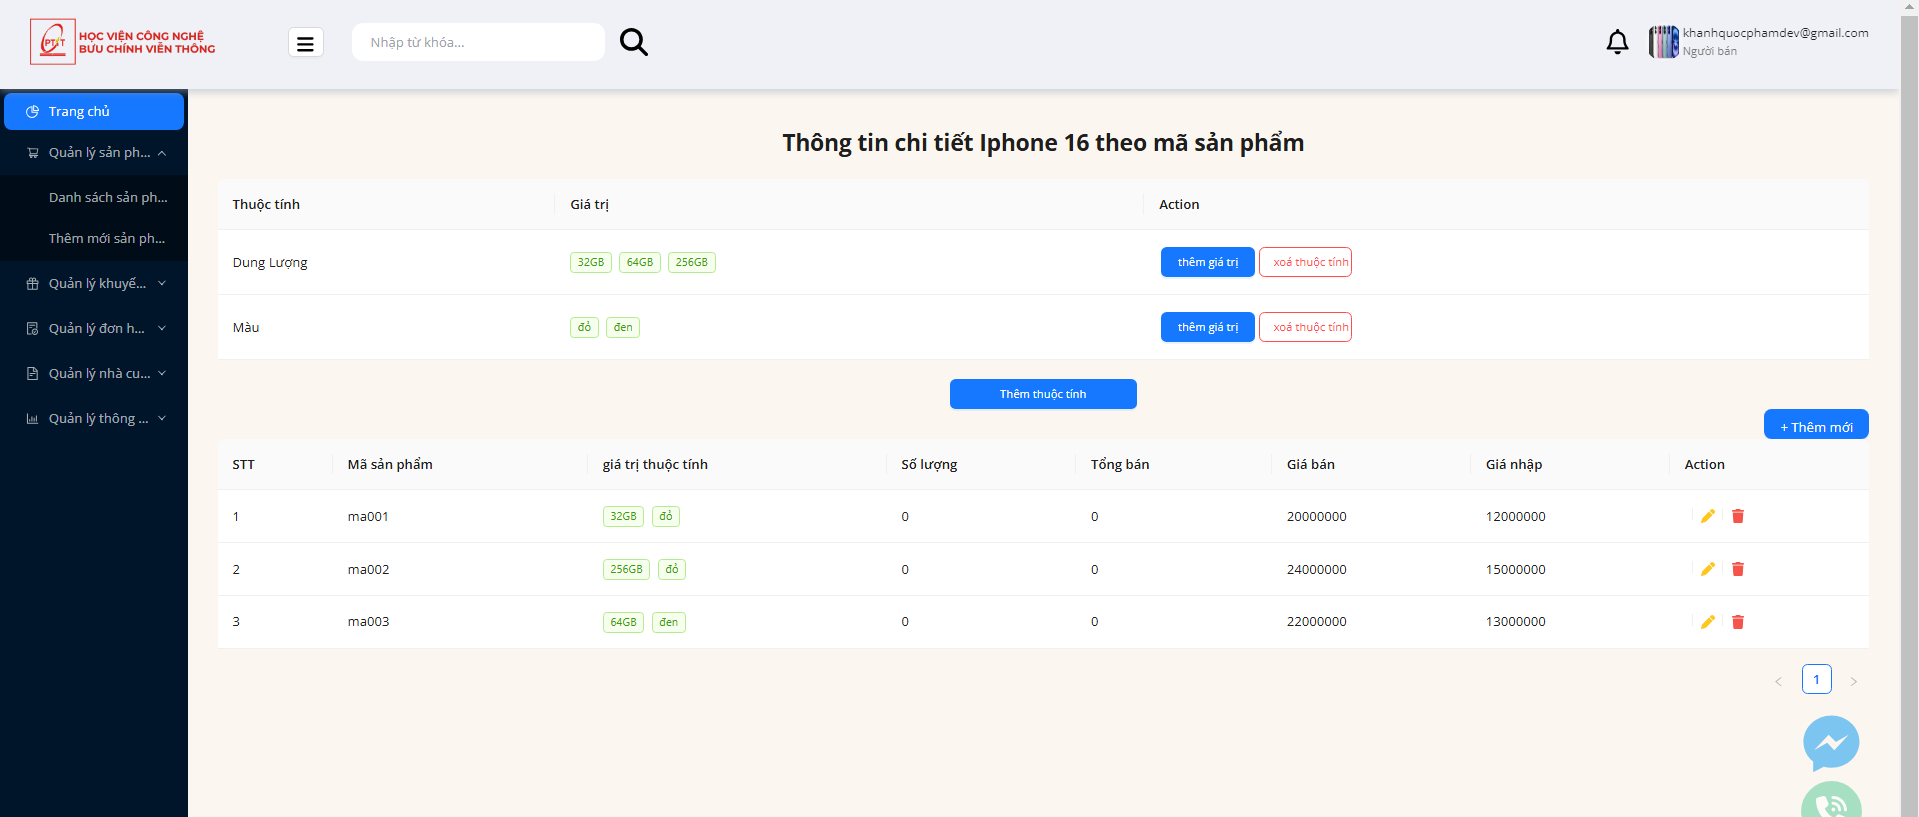 PTIT
HỌC VIỆN CÔNG NGHỆ
BƯU CHÍNH VIỄN THÔNG
Nhập từ khóa...
khanhquocphamdev@gmail.com
Người bán
Trang chủ
Quản lý sản ph...
Danh sách sản ph...
Thêm mới sản ph...
Quản lý khuyế...
Quản lý đơn h...
Quản lý nhà cu...
Quản lý thông ...
Thông tin chi tiết Iphone 16 theo mã sản phẩm
Thuộc tính Giá trị Action
Dung Lượng 32GB 64GB 256GB thêm giá trị xoá thuộc tính
Màu đỏ đen thêm giá trị xoá thuộc tính
Thêm thuộc tính
+ Thêm mới
STT Mã sản phẩm giá trị thuộc tính Số lượng Tổng bán Giá bán Giá nhập Action
1 ma001 32GB đỏ 0 0 20000000 12000000
2 ma002 256GB đỏ 0 0 24000000 15000000
3 ma003 64GB đen 0 0 22000000 13000000
< 1 >